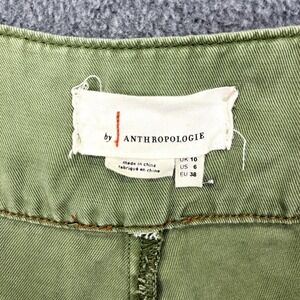 by ANTHROPOLOGIE
made in china
fabriqué en chine
UK 10
US 6
EU 38